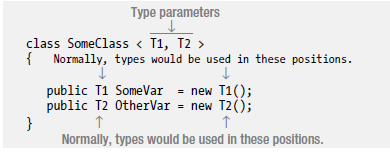 Type parameters
class SomeClass < T1, T2 >
{ Normally, types would be used in these positions.
public T1 SomeVar = new T1();
public T2 OtherVar = new T2();
}
Normally, types would be used in these positions.